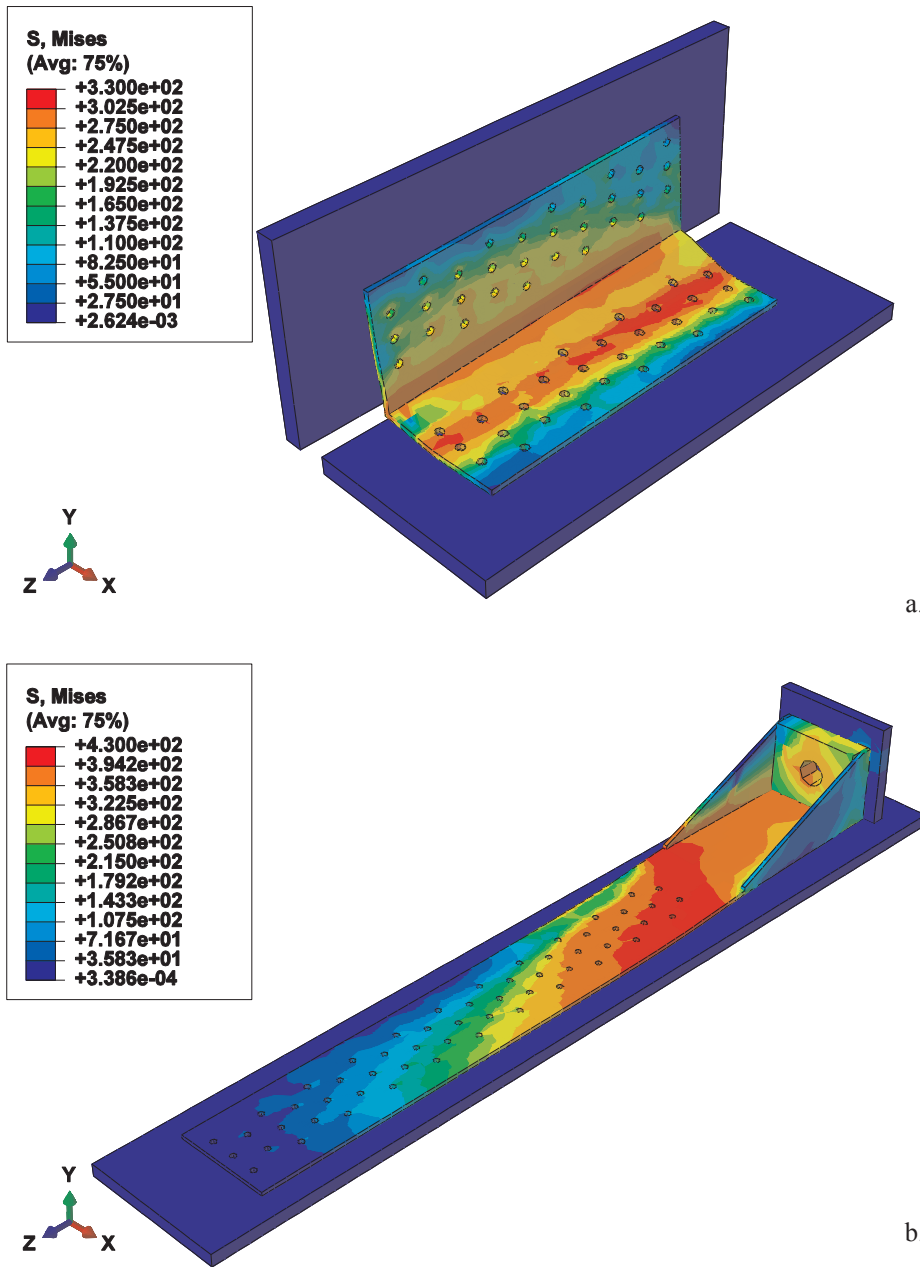 S, Mises
(Avg: 75%)
+3.300e+02
+3.025e+02
+2.750e+02
+2.475e+02
+2.200e+02
+1.925e+02
+1.650e+02
+1.375e+02
+1.100e+02
+8.250e+01
+5.500e+01
+2.750e+01
+2.624e-03
Y
Z
X
a.
S, Mises
(Avg: 75%)
+4.300e+02
+3.942e+02
+3.583e+02
+3.225e+02
+2.867e+02
+2.508e+02
+2.150e+02
+1.792e+02
+1.433e+02
+1.075e+02
+7.167e+01
+3.583e+01
+3.386e-04
Y
Z
X
b